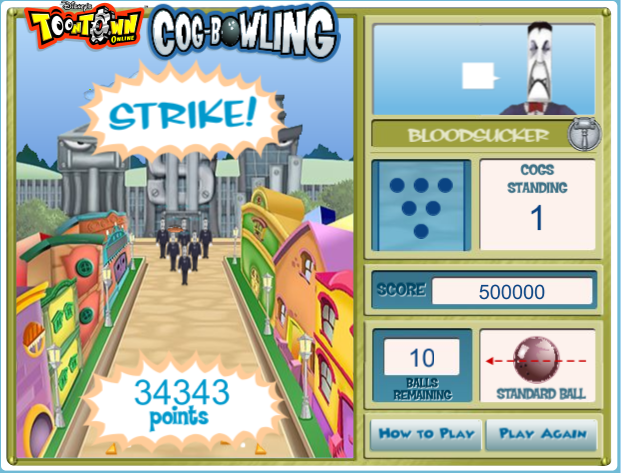 Disney's
TOONTOWN
ONLINE
COG-BOWLING
STRIKE!
34343
points
BLOODSUCKER
COGS
STANDING
1
SCORE 500000
10
BALLS
REMAINING
STANDARD BALL
HOW TO PLAY
PLAY AGAIN